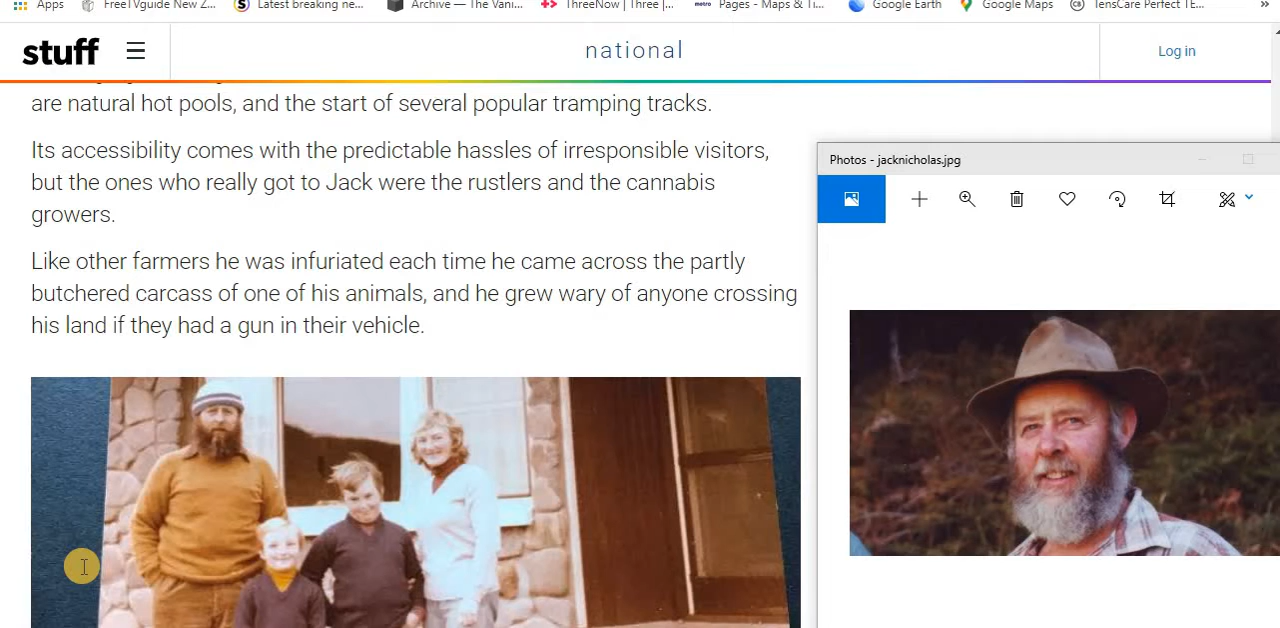 Apps FreeTVguide New Z... Latest breaking ne... Archive — The Vani... ThreeNow | Three |... metro Pages - Maps & Ti... Google Earth Google Maps TensCare Perfect TE... »
stuff national Log in
are natural hot pools, and the start of several popular tramping tracks.
Its accessibility comes with the predictable hassles of irresponsible visitors,
but the ones who really got to Jack were the rustlers and the cannabis
growers.
Like other farmers he was infuriated each time he came across the partly
butchered carcass of one of his animals, and he grew wary of anyone crossing
his land if they had a gun in their vehicle.
Photos - jacknicholas.jpg